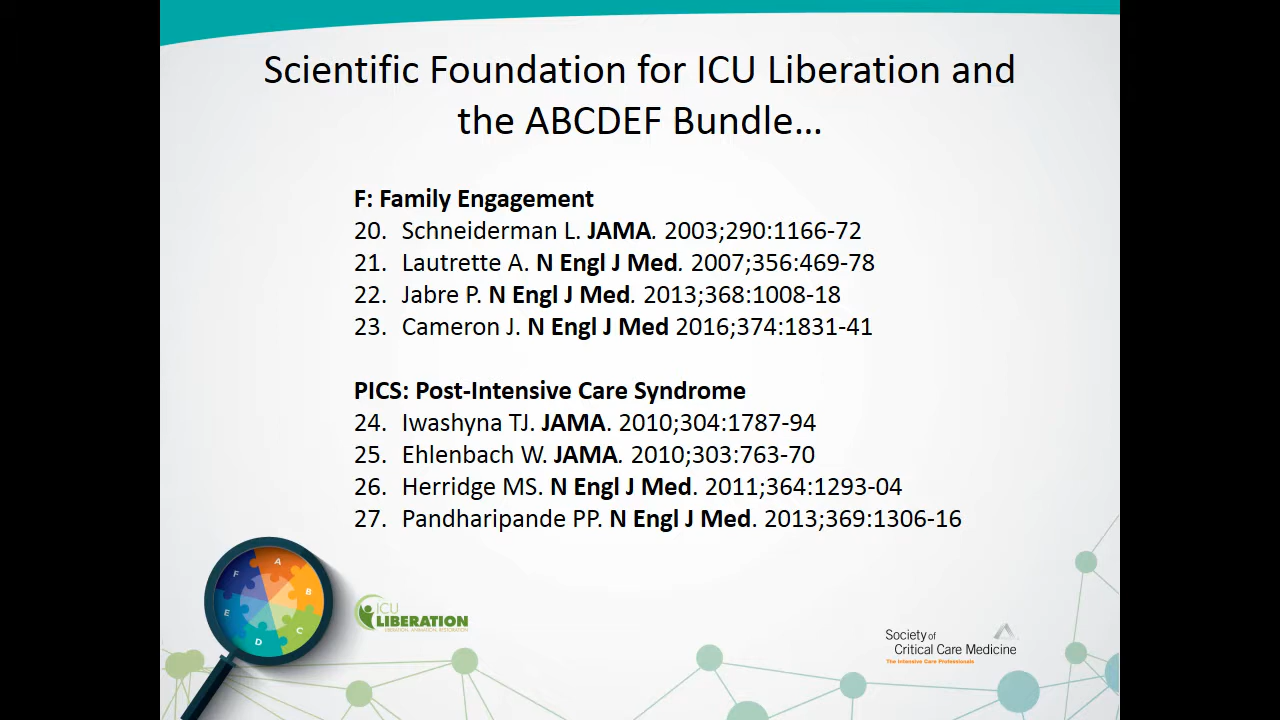 Scientific Foundation for ICU Liberation and
the ABCDEF Bundle…
F: Family Engagement
20. Schneiderman L. JAMA. 2003;290:1166-72
21. Lautrette A. N Engl J Med. 2007;356:469-78
22. Jabre P. N Engl J Med. 2013;368:1008-18
23. Cameron J. N Engl J Med 2016;374:1831-41
PICS: Post-Intensive Care Syndrome
24. Iwashyna TJ. JAMA. 2010;304:1787-94
25. Ehlenbach W. JAMA. 2010;303:763-70
26. Herridge MS. N Engl J Med. 2011;364:1293-04
27. Pandharipande PP. N Engl J Med. 2013;369:1306-16
A
B
C
D
E
F
ICU
LIBERATION
Society of
Critical Care Medicine
The Intensive Care Professionals